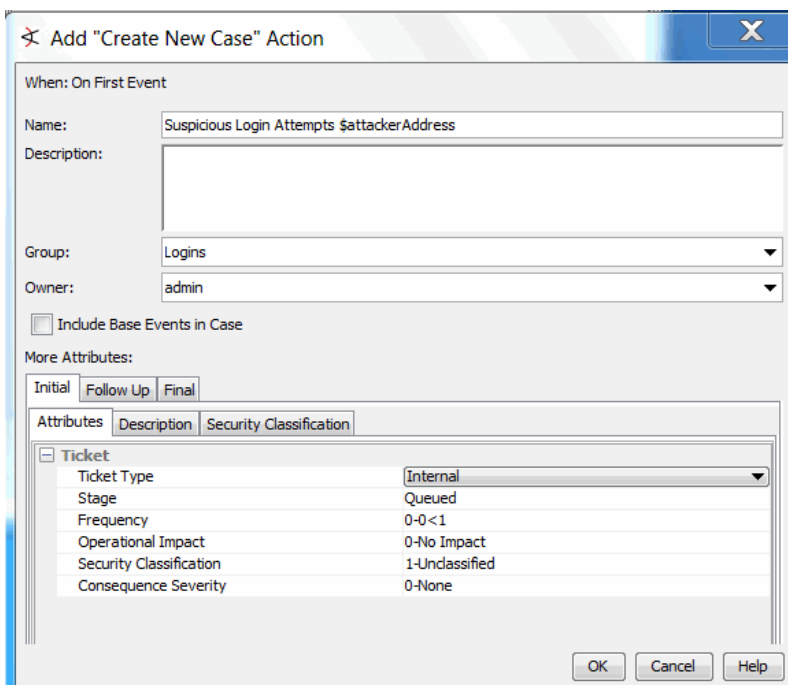 Add "Create New Case" Action
When: On First Event
Name: Suspicious Login Attempts $attackerAddress
Description:
Group: Logins
Owner: admin
Include Base Events in Case
More Attributes:
Initial Follow Up Final
Attributes Description Security Classification
Ticket
Ticket Type Internal
Stage Queued
Frequency 0-0<1
Operational Impact 0-No Impact
Security Classification 1-Unclassified
Consequence Severity 0-None
OK Cancel Help